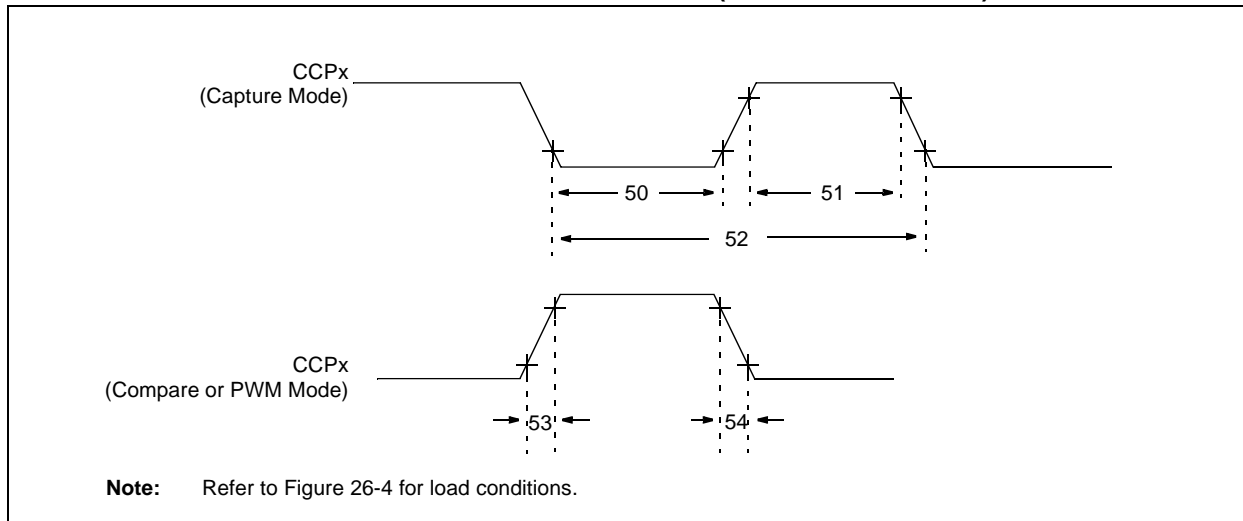 CCPx
(Capture Mode)
50
51
52
CCPx
(Compare or PWM Mode)
53
54
Note: Refer to Figure 26-4 for load conditions.